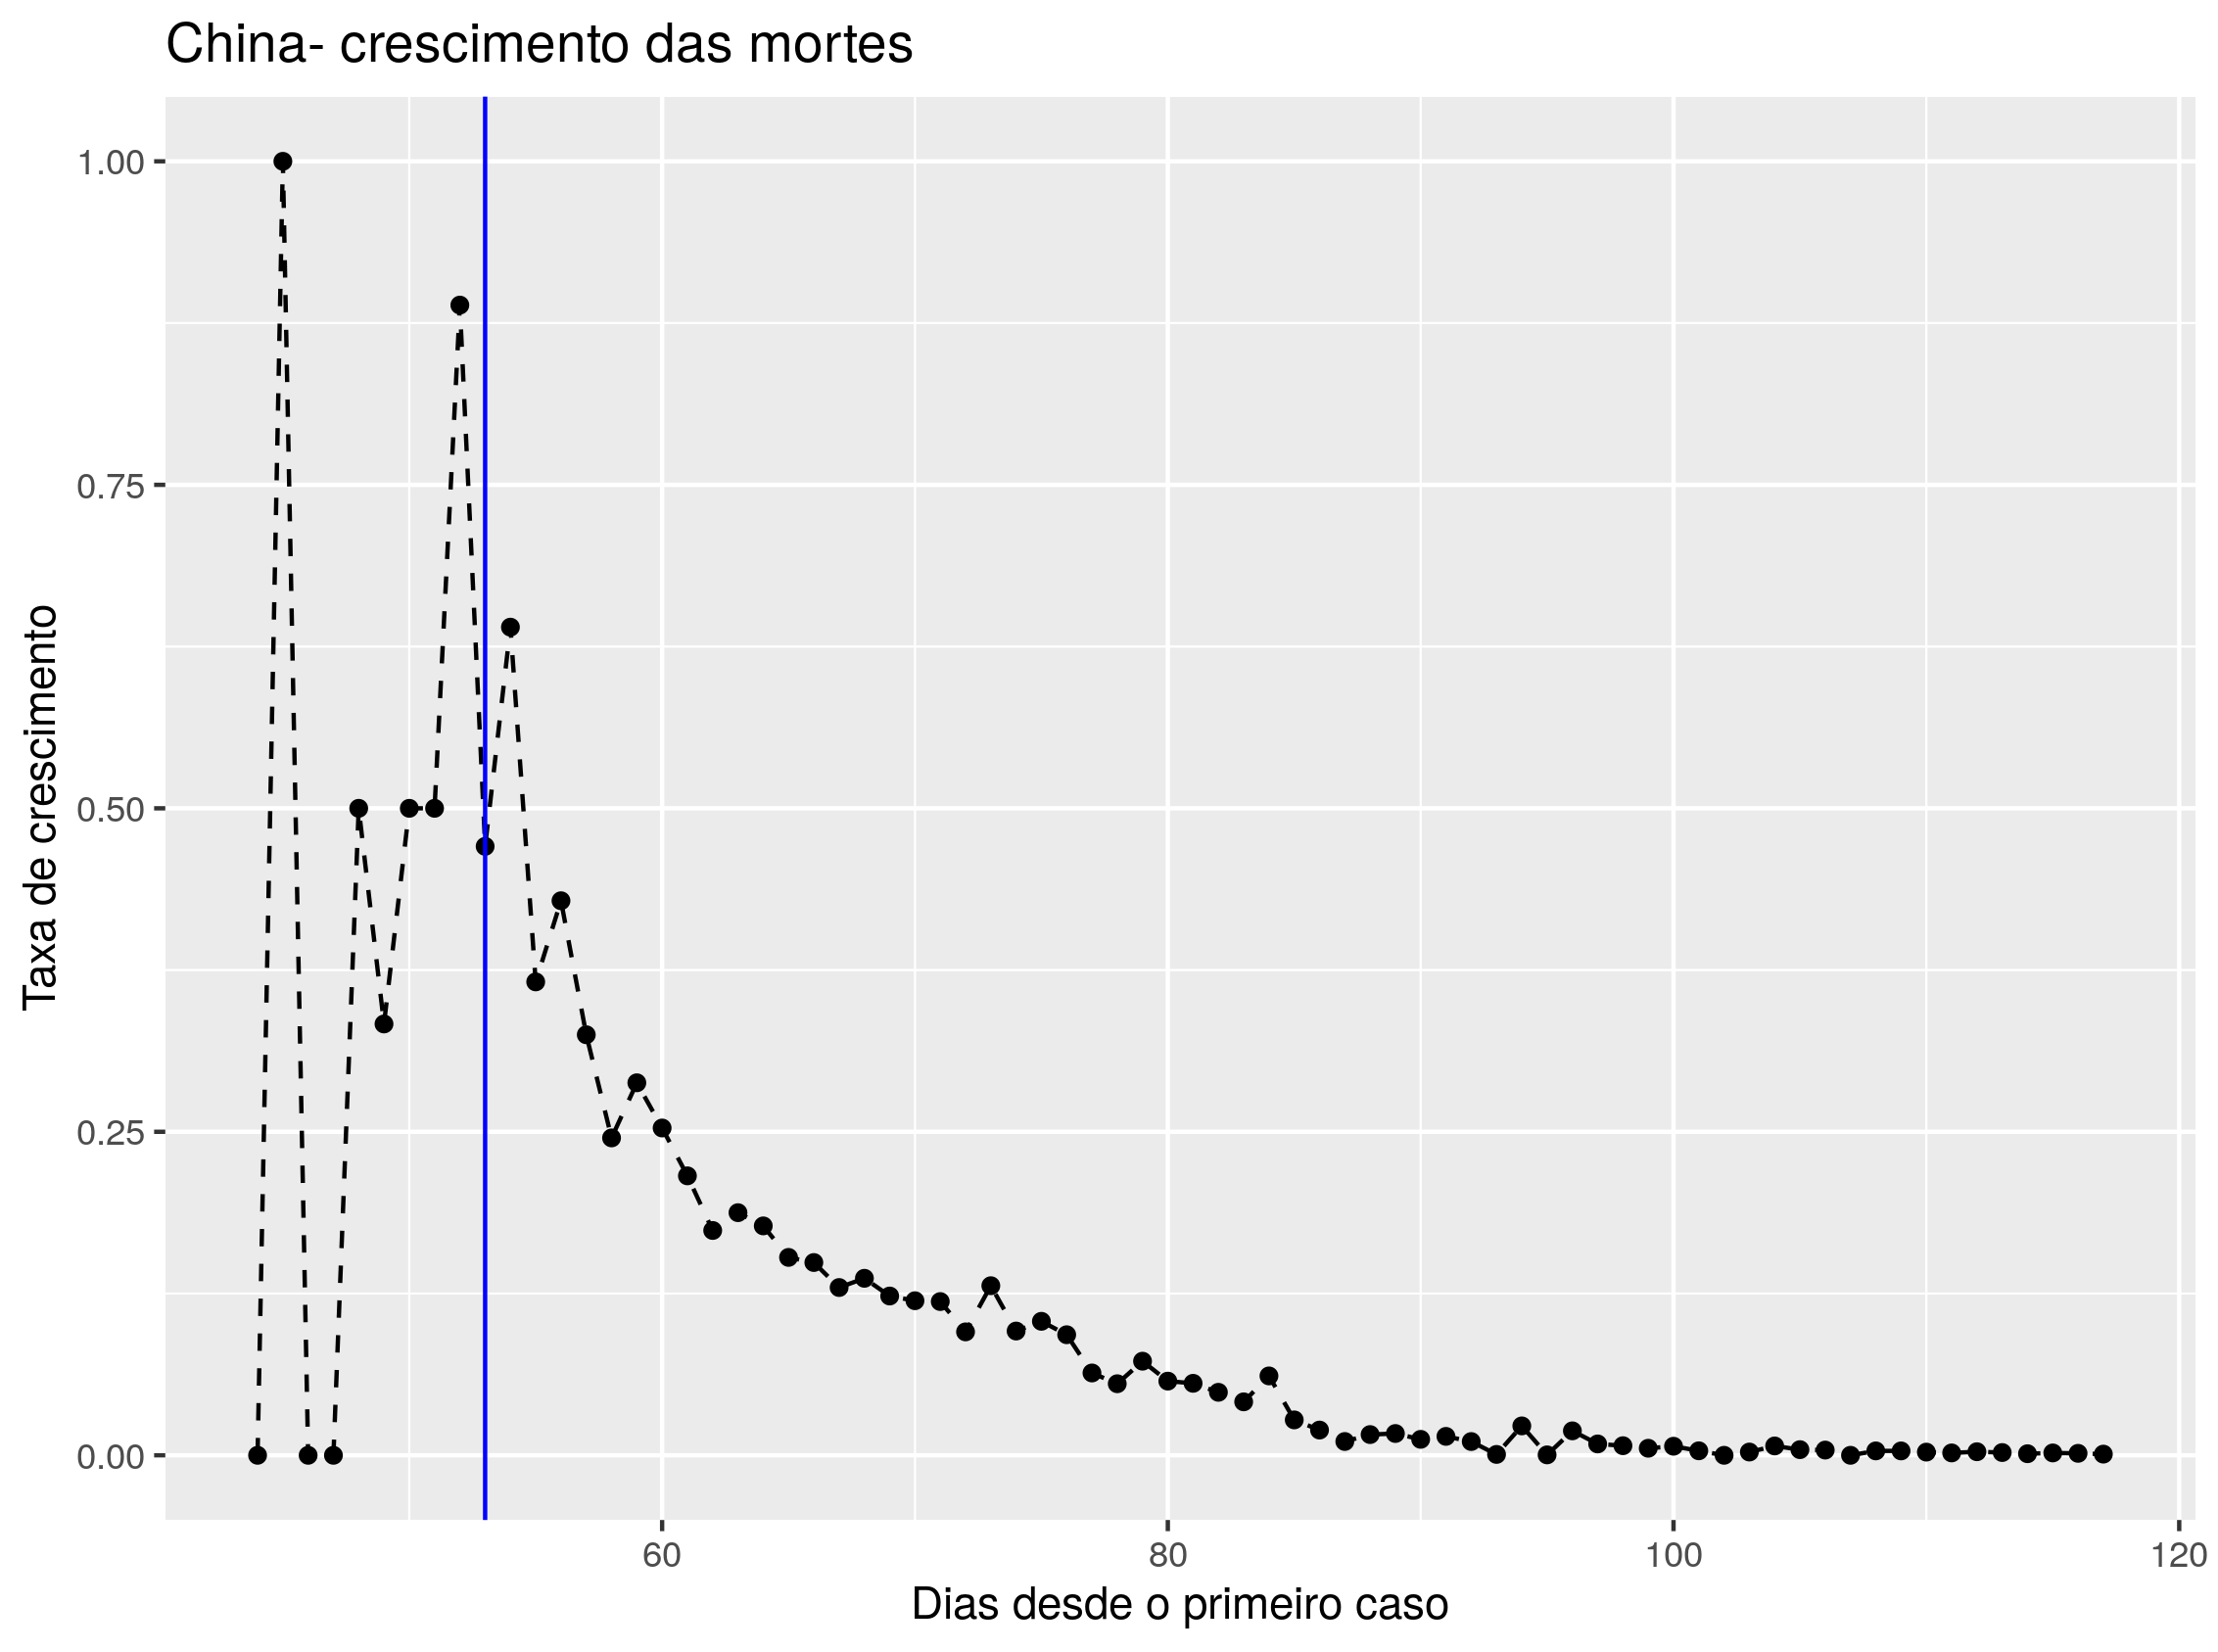 China- crescimento das mortes
1.00
0.75
0.50
0.25
0.00
Taxa de crescimento
60 80 100 120
Dias desde o primeiro caso